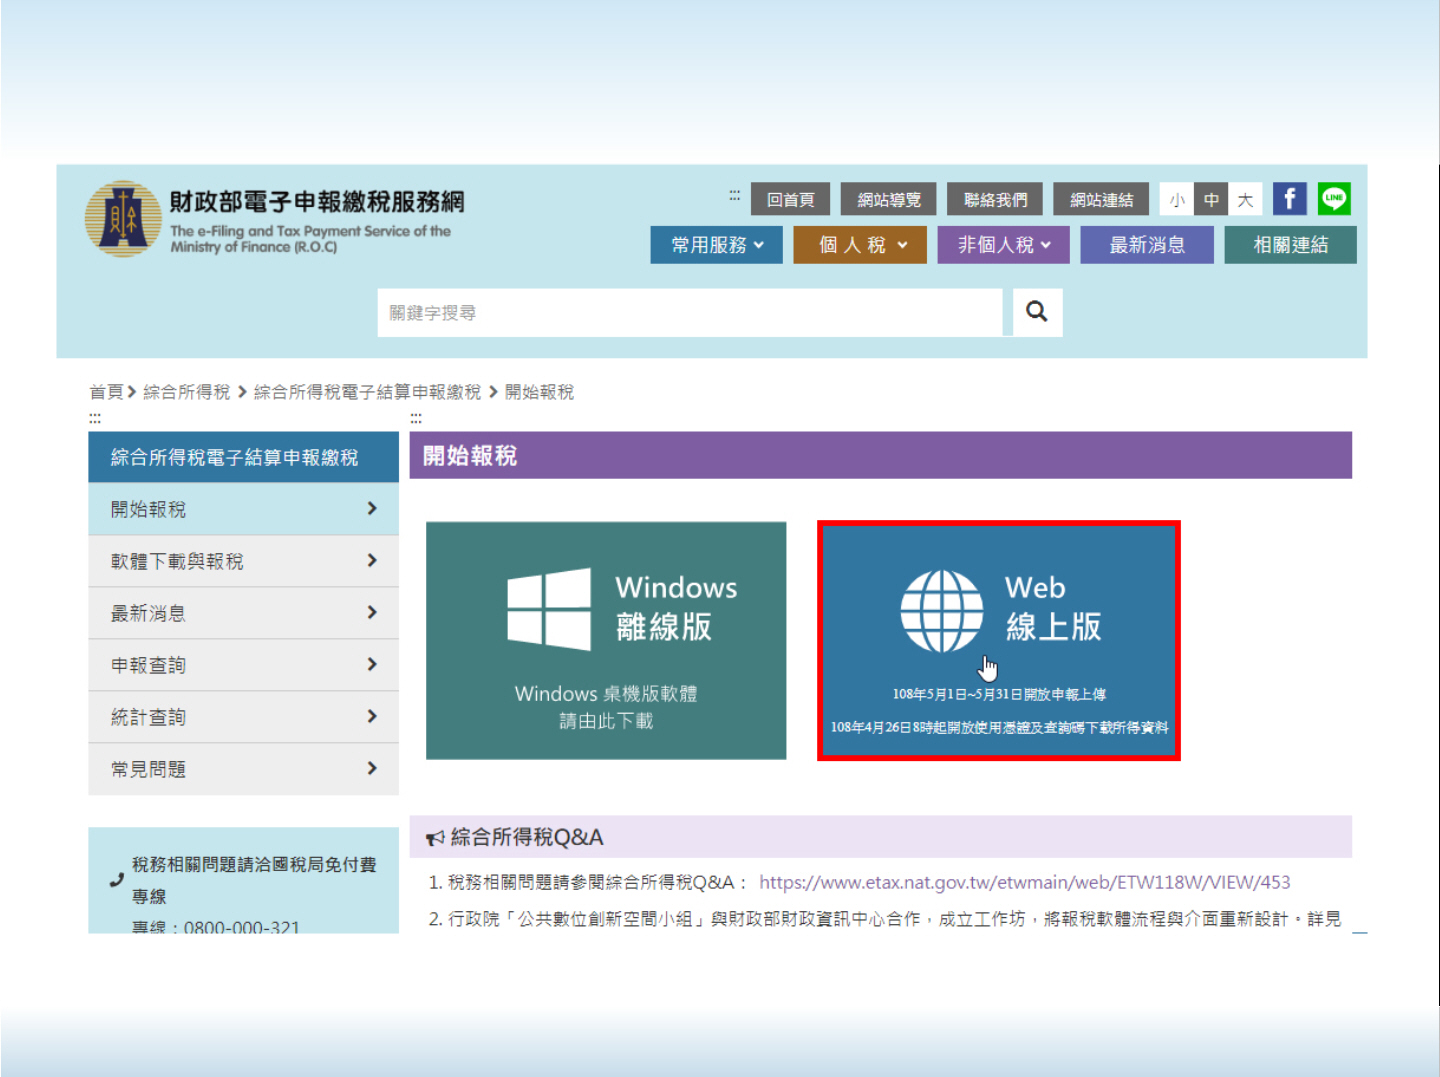 財政部電子申報繳稅服務網
The e-Filing and Tax Payment Service of the
Ministry of Finance (R.O.C)
:::
回首頁 網站導覽 聯絡我們 網站連結 小 中 大 f LINE
常用服務 個人稅 非個人稅 最新消息 相關連結
關鍵字搜尋
首頁 綜合所得稅 綜合所得稅電子結算申報繳稅 開始報稅
:::
:::
綜合所得稅電子結算申報繳稅
開始報稅
軟體下載與報稅
最新消息
申報查詢
統計查詢
常見問題
稅務相關問題請洽國稅局免付費
專線
專線：0800-000-321
開始報稅
Windows
離線版
Windows 桌機版軟體
請由此下載
Web
線上版
108年5月1日~5月31日開放申報上傳
108年4月26日8時起開放使用憑證及查詢碼下載所得資料
綜合所得稅Q&A
1. 稅務相關問題請參閱綜合所得稅Q&A： https://www.etax.nat.gov.tw/etwmain/web/ETW118W/VIEW/453
2. 行政院「公共數位創新空間小組」與財政部財政資訊中心合作，成立工作坊，將報稅軟體流程與介面重新設計。詳見